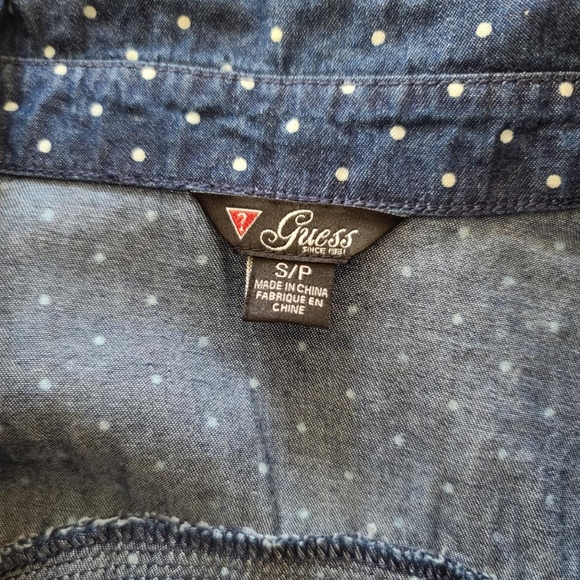 ?
Guess
SINCE 1981
S/P
MADE IN CHINA
FABRIQUE EN
CHINE